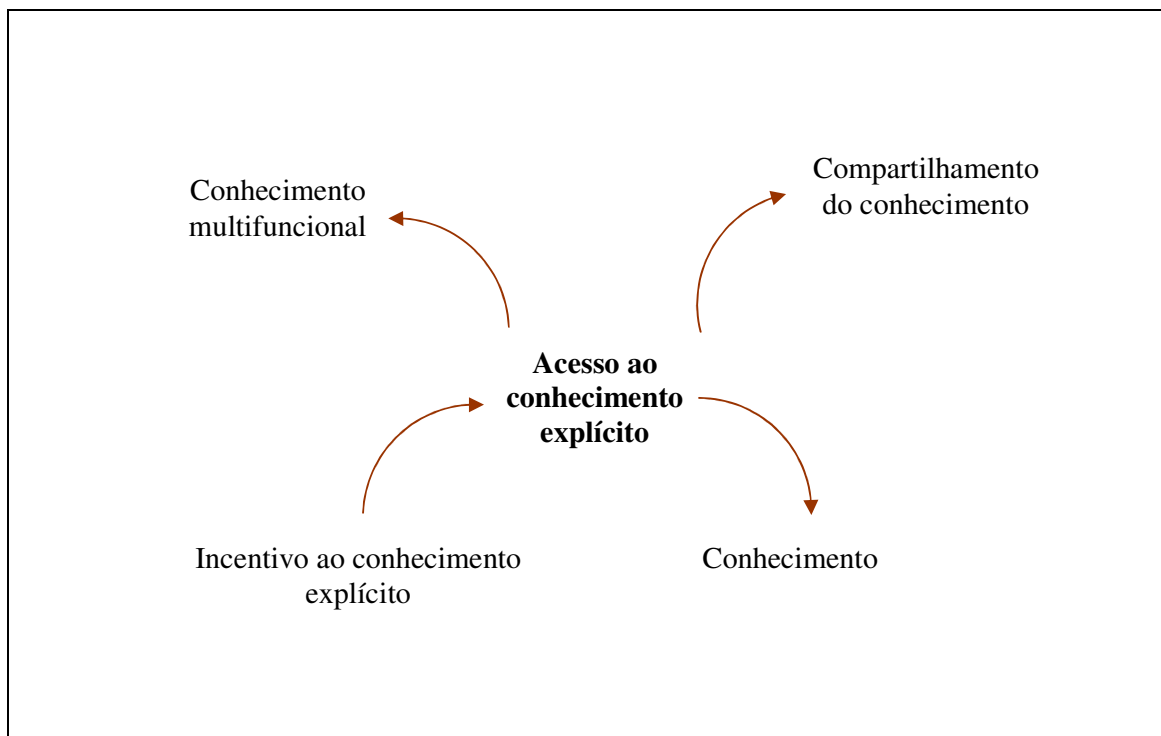 Conhecimento
multifuncional
Compartilhamento
do conhecimento
Acesso ao
conhecimento
explícito
Incentivo ao conhecimento
explícito
Conhecimento